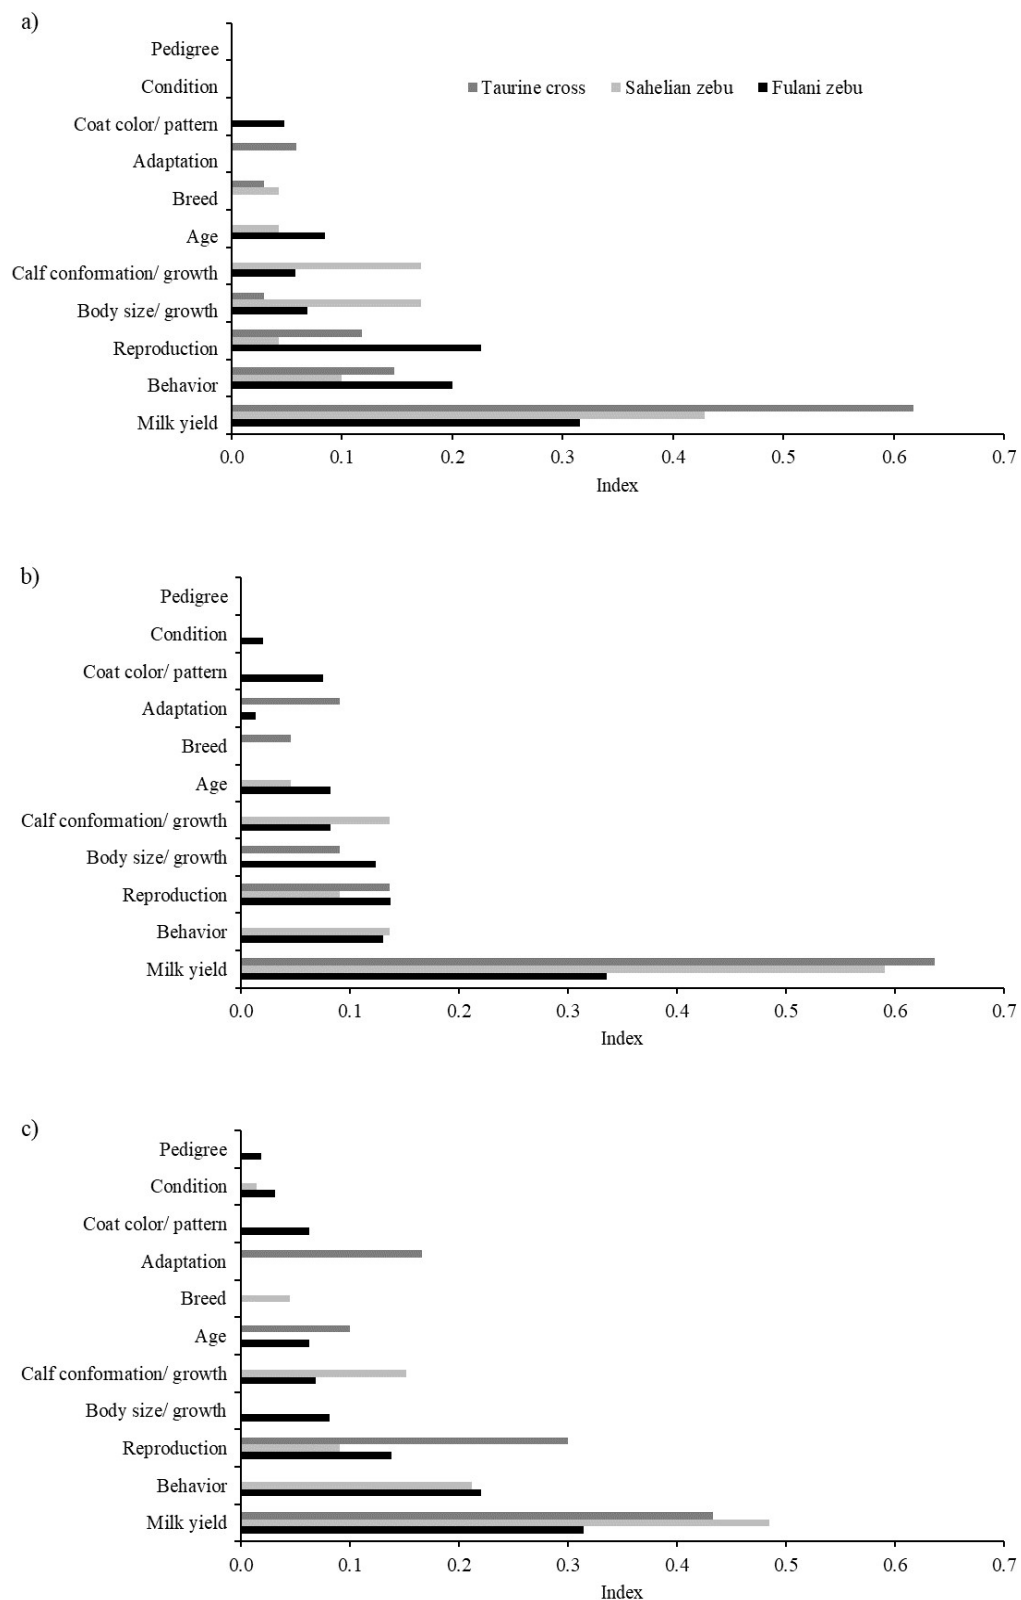 a)
Pedigree
Condition
Taurine cross Sahelian zebu Fulani zebu
Coat color/ pattern
Adaptation
Breed
Age
Calf conformation/ growth
Body size/ growth
Reproduction
Behavior
Milk yield
0.0 0.1 0.2 0.3 0.4 0.5 0.6 0.7
Index
b)
Pedigree
Condition
Coat color/ pattern
Adaptation
Breed
Age
Calf conformation/ growth
Body size/ growth
Reproduction
Behavior
Milk yield
0.0 0.1 0.2 0.3 0.4 0.5 0.6 0.7
Index
c)
Pedigree
Condition
Coat color/ pattern
Adaptation
Breed
Age
Calf conformation/ growth
Body size/ growth
Reproduction
Behavior
Milk yield
0.0 0.1 0.2 0.3 0.4 0.5 0.6 0.7
Index